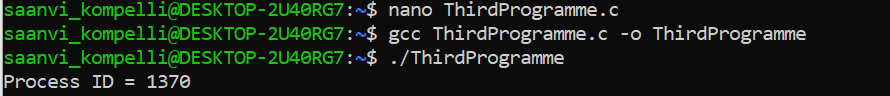 saanvi_kompelli@DESKTOP-2U40RG7:~$ nano ThirdProgramme.c
saanvi_kompelli@DESKTOP-2U40RG7:~$ gcc ThirdProgramme.c -o ThirdProgramme
saanvi_kompelli@DESKTOP-2U40RG7:~$ ./ThirdProgramme
Process ID = 1370